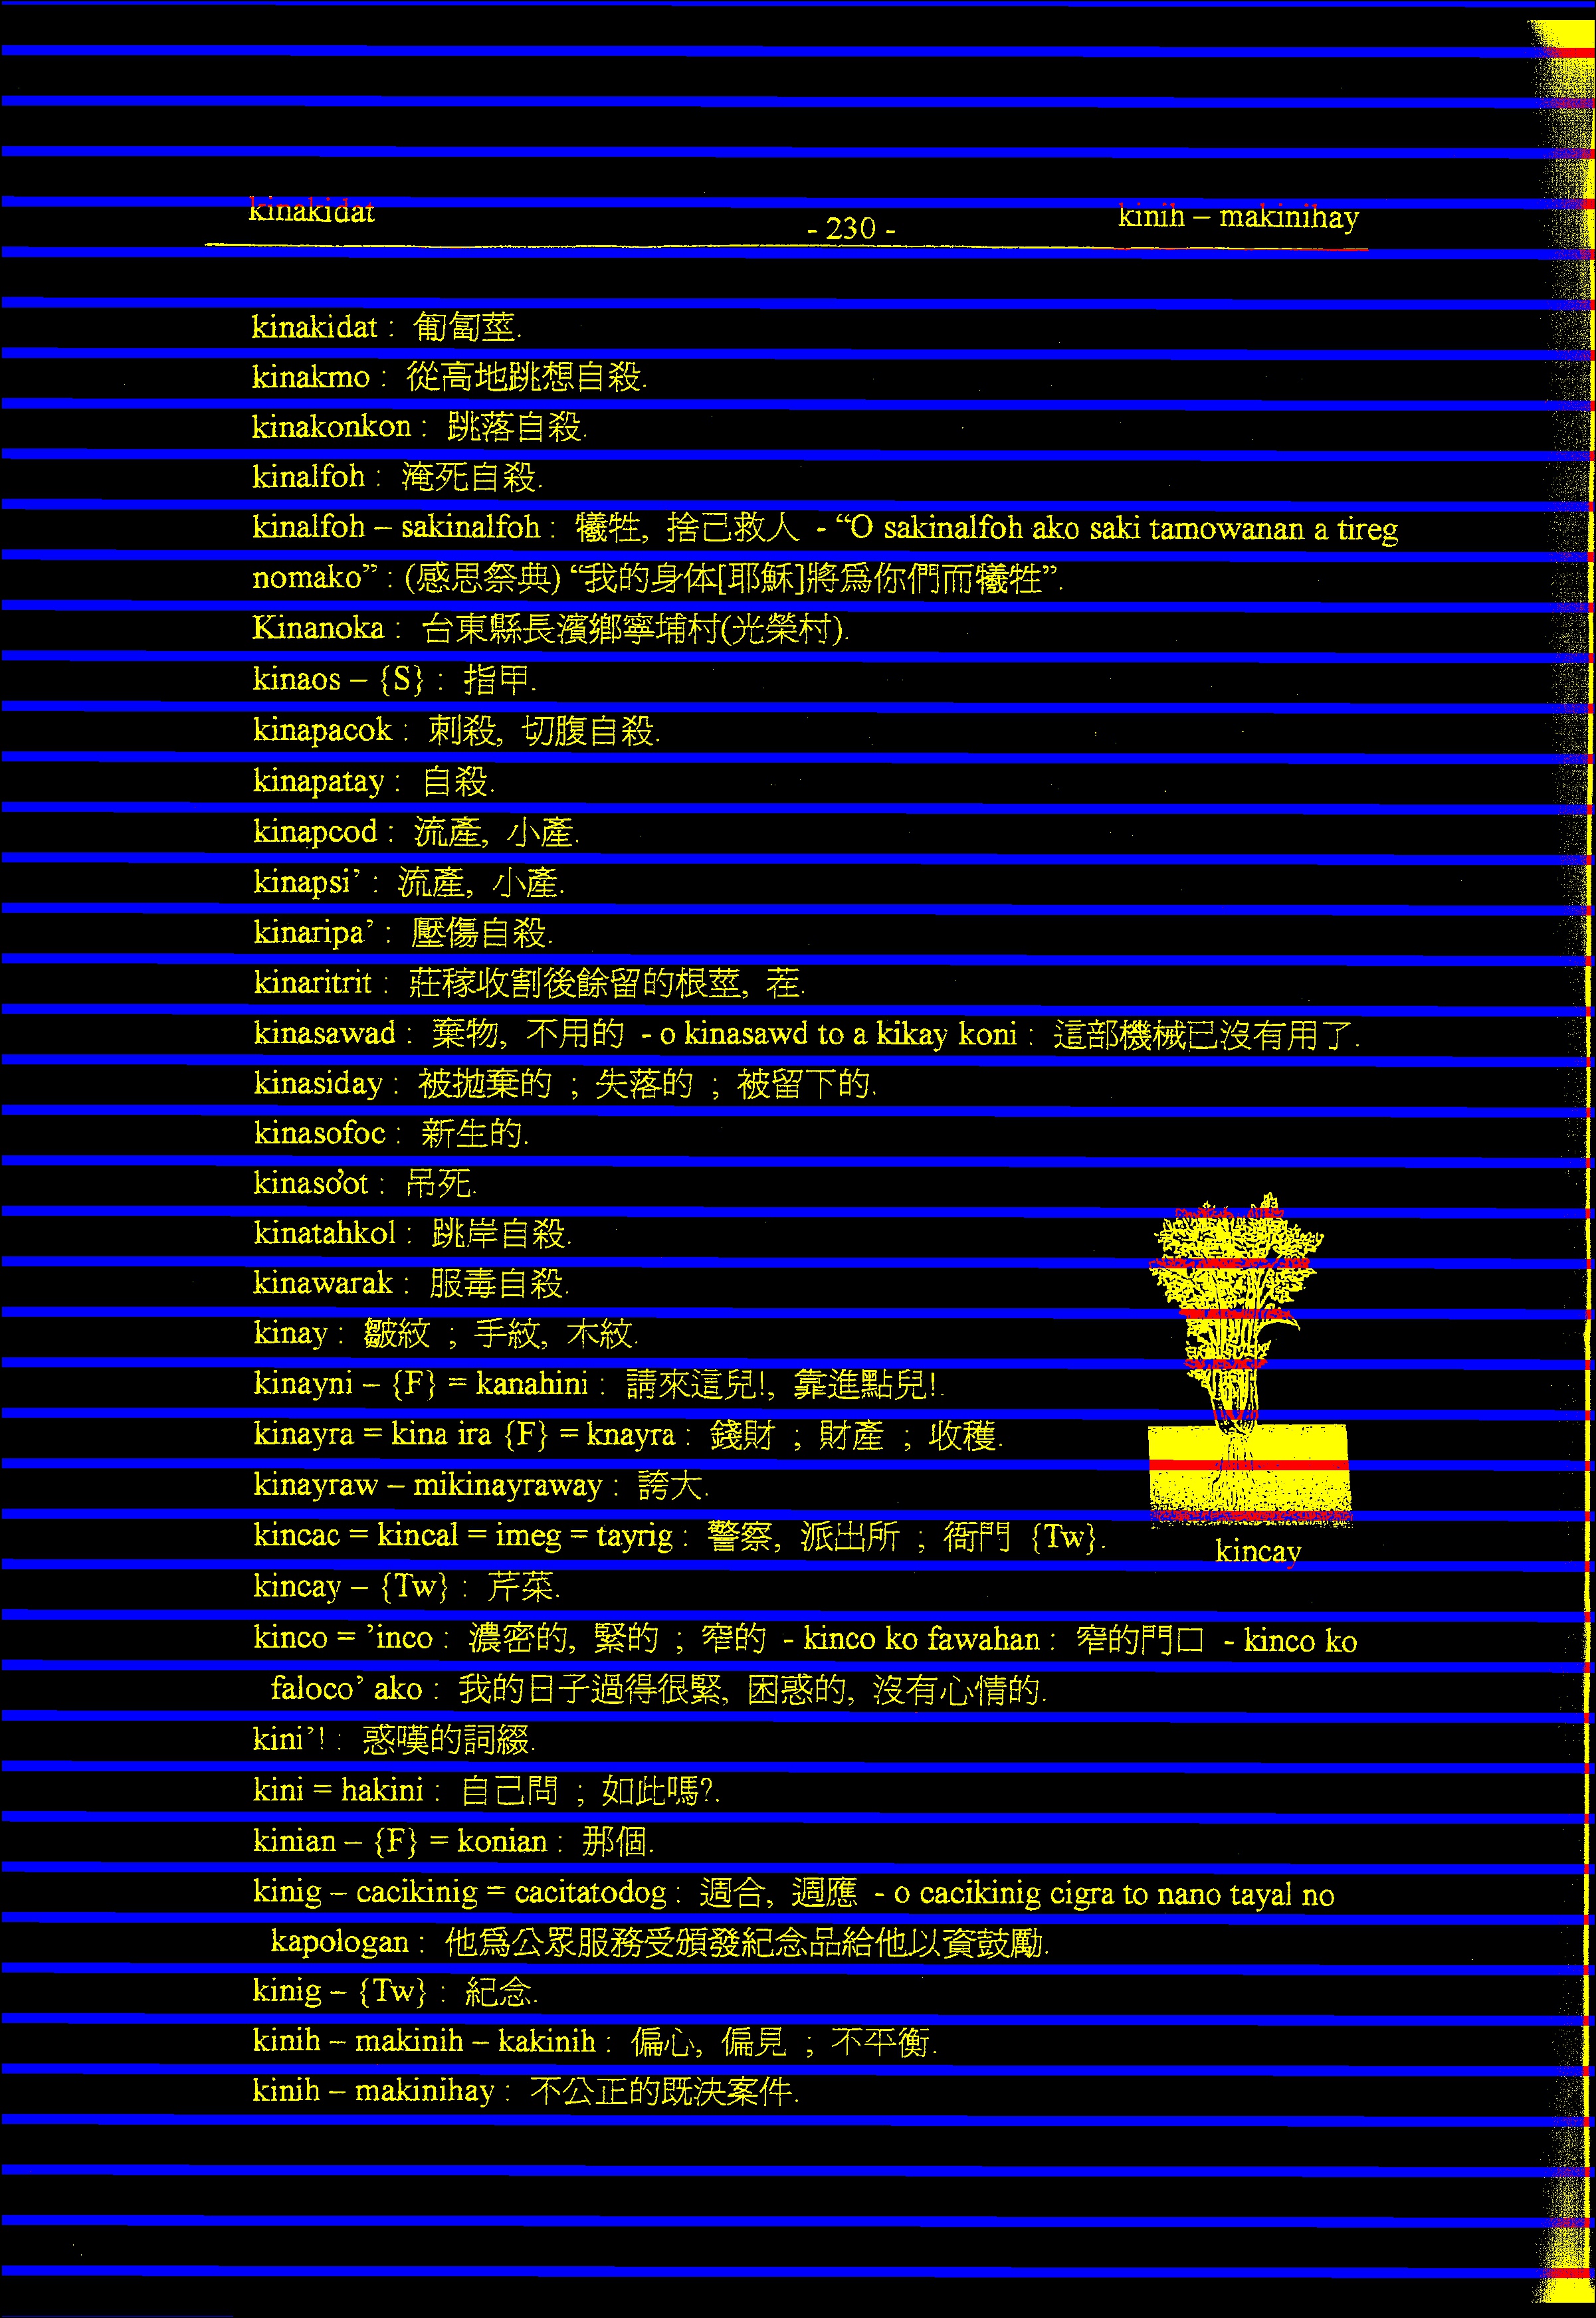 kinakidat - 230 - kinih – makinihay
kinakidat : 葡匐莖.
kinakmo : 從高地跳想自殺.
kinakonkon : 跳落自殺.
kinalfoh : 淹死自殺.
kinalfoh – sakinalfoh : 犧牲, 捨己救人 - “O sakinalfoh ako saki tamowanan a tireg
nomako” : (感思祭典) “我的身体[耶穌]將爲你們而犧牲”.
Kinanoka : 台東縣長濱鄉寧埔村(光榮村).
kinaos – {S} : 指甲.
kinapacok : 刺殺, 切腹自殺.
kinapatay : 自殺.
kinapcod : 流產, 小產.
kinapsi’ : 流產, 小產.
kinaripa’ : 壓傷自殺.
kinaritrit : 莊稼收割後餘留的根莖, 茬.
kinasawad : 棄物, 不用的 - o kinasawd to a kikay koni : 這部機械已沒有用了.
kinasiday : 被拋棄的 ; 失落的 ; 被留下的.
kinasofoc : 新生的.
kinaso’ot : 吊死.
kinatahkol : 跳岸自殺.
kinawarak : 服毒自殺.
kinay : 皺紋 ; 手紋, 木紋.
kinayni – {F} = kanahini : 請來這兒!, 靠進點兒!.
kinayra = kina ira {F} = knayra : 錢財 ; 財產 ; 收穫.
kinayraw – mikinayraway : 誇大.
kincac = kincal = imeg = tayrig : 警察, 派出所 ; 衙門 {Tw}.
kincay
kincay – {Tw} : 芹菜.
kinco = ’inco : 濃密的, 緊的 ; 窄的 - kinco ko fawahan : 窄的門口 - kinco ko
faloco’ ako : 我的日子過得很緊, 困惑的, 沒有心情的.
kini’! : 惑嘆的詞綴.
kini = hakini : 自己問 ; 如此嗎?.
kinian – {F} = konian : 那個.
kinig – cacikinig = cacitatodog : 週合, 週應 - o cacikinig cigra to nano tayal no
kapologan : 他爲公眾服務受頒發紀念品給他以資鼓勵.
kinig – {Tw} : 紀念.
kinih – makinih – kakinih : 偏心, 偏見 ; 不平衡.
kinih – makinihay : 不公正的既決案件.